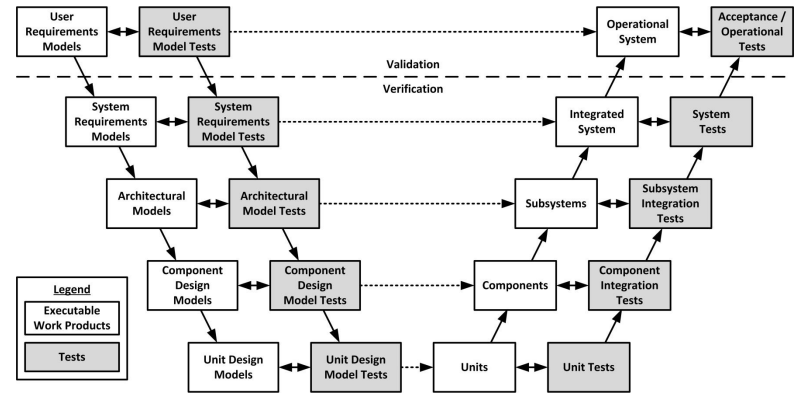 User
Requirements
Models
User
Requirements
Model Tests
Operational
System
Acceptance /
Operational
Tests
Validation
Verification
System
Requirements
Models
System
Requirements
Model Tests
Integrated
System
System
Tests
Architectural
Models
Architectural
Model Tests
Subsystems
Subsystem
Integration
Tests
Component
Design
Models
Component
Design
Model Tests
Components
Component
Integration
Tests
Legend
Executable
Work Products
Tests
Unit Design
Models
Unit Design
Model Tests
Units
Unit Tests